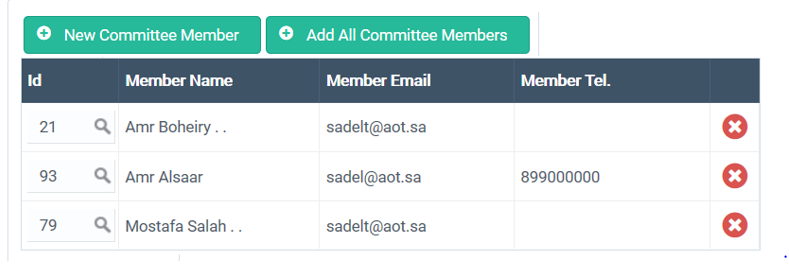 New Committee Member Add All Committee Members
Id Member Name Member Email Member Tel.
21 Amr Boheiry . . sadelt@aot.sa
93 Amr Alsaar sadel@aot.sa 899000000
79 Mostafa Salah . . sadelt@aot.sa